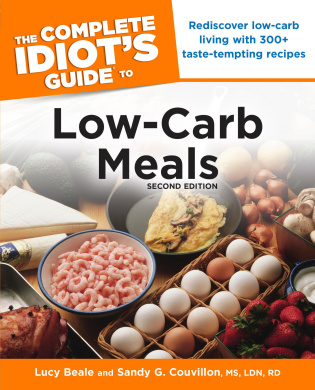 THE COMPLETE
IDIOT'S
GUIDE® TO
Rediscover low-carb
living with 300+
taste-tempting recipes
Low-Carb
Meals
SECOND EDITION
Lucy Beale and Sandy G. Couvillon, MS, LDN, RD